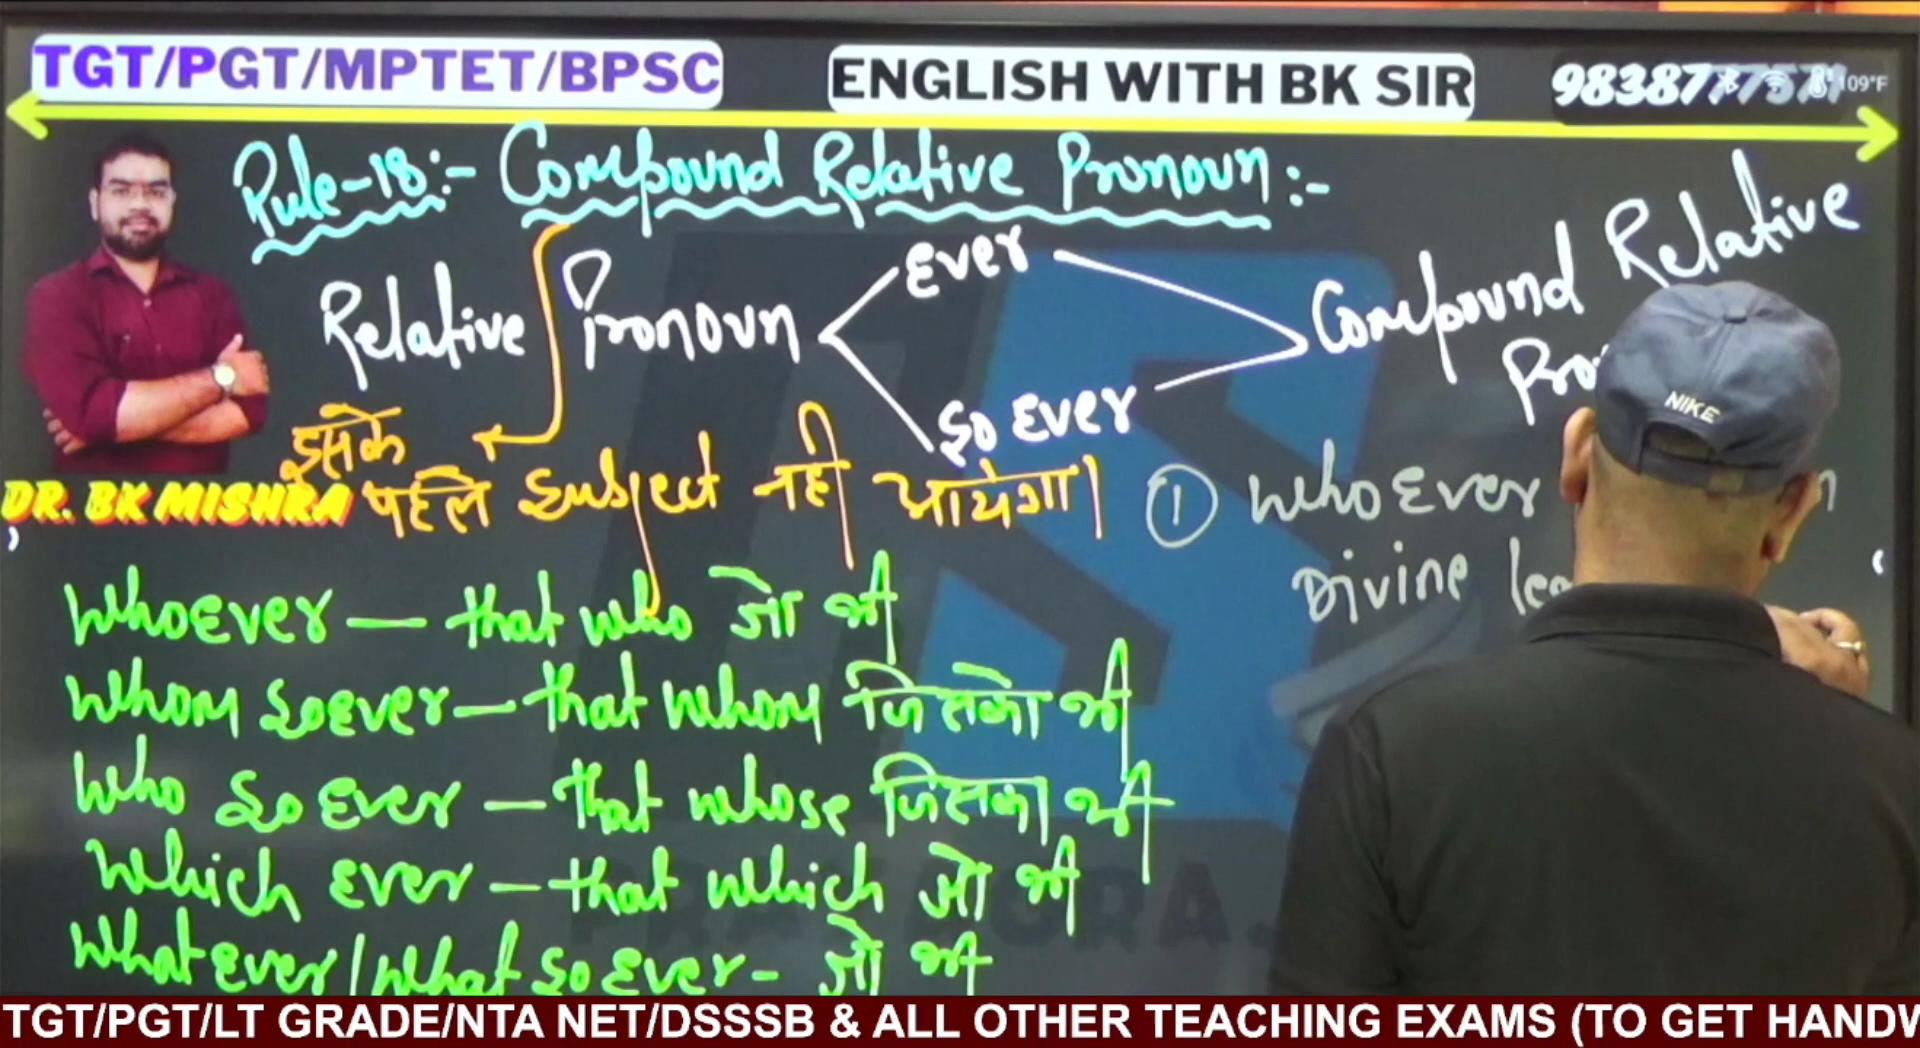 TGT/PGT/MPTET/BPSC
ENGLISH WITH BK SIR
109°F
Rule-18:- Compound Relative Pronoun :-
Relative Pronoun
Ever
So Ever
Compound Relative
NIKE
DR. BK MISHRA
इसके
पहले Subject नही आयेगा।
① Who Ever
Divine
Whoever — that who जो भी
Whom Soever — that whom जिसको भी
Who So Ever — that whose जिसका भी
Which Ever — that which जो भी
Whatever / What So Ever - जो भी
TGT/PGT/LT GRADE/NTA NET/DSSSB & ALL OTHER TEACHING EXAMS (TO GET HANDW